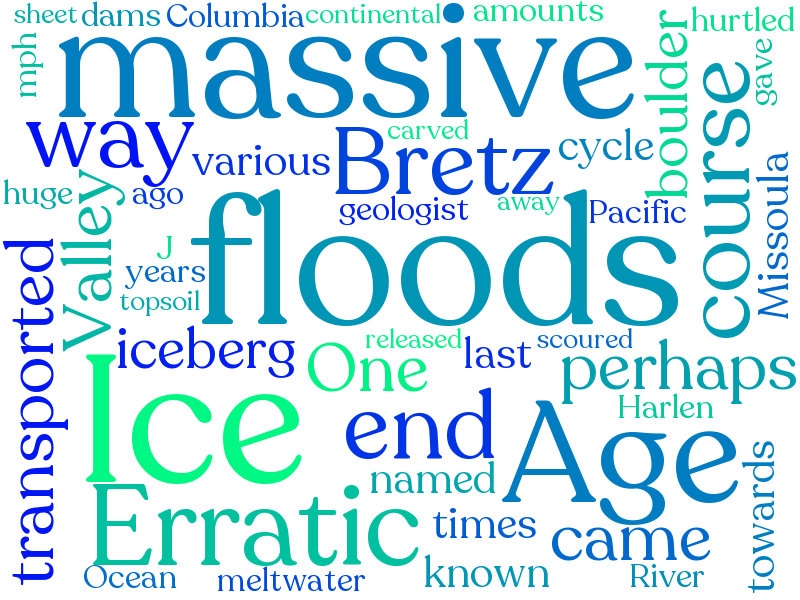 sheet
dams
Columbia
continental
amounts
hurtled
mph
massive
boulder
gave
way
various
Bretz
carved
cycle
course
huge
ago
geologist
away
Pacific
Missoula
Valley
J
years
topsoil
floods
transported
iceberg
released
last
scoured
One
perhaps
Ice
end
Harlen
Age
named
Erratic
times
came
towards
Ocean
meltwater
known
River